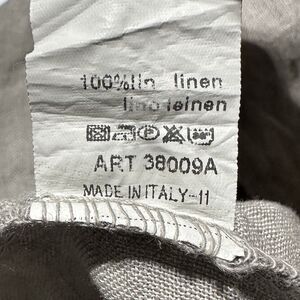 100%lin linen
lino leinen
ART 38009A
MADE IN ITALY-11